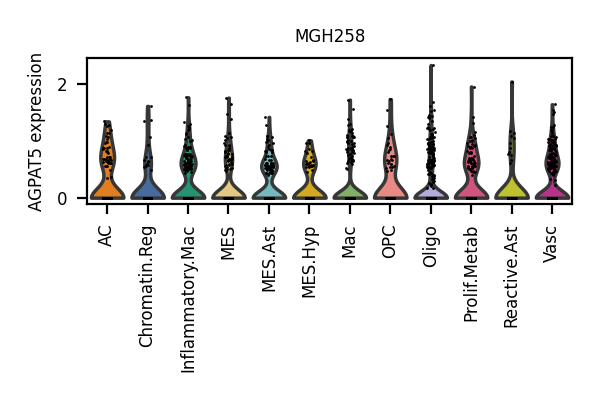 MGH258
AGPAT5 expression
2
0
AC
Chromatin.Reg
Inflammatory.Mac
MES
MES.Ast
MES.Hyp
Mac
OPC
Oligo
Prolif.Metab
Reactive.Ast
Vasc